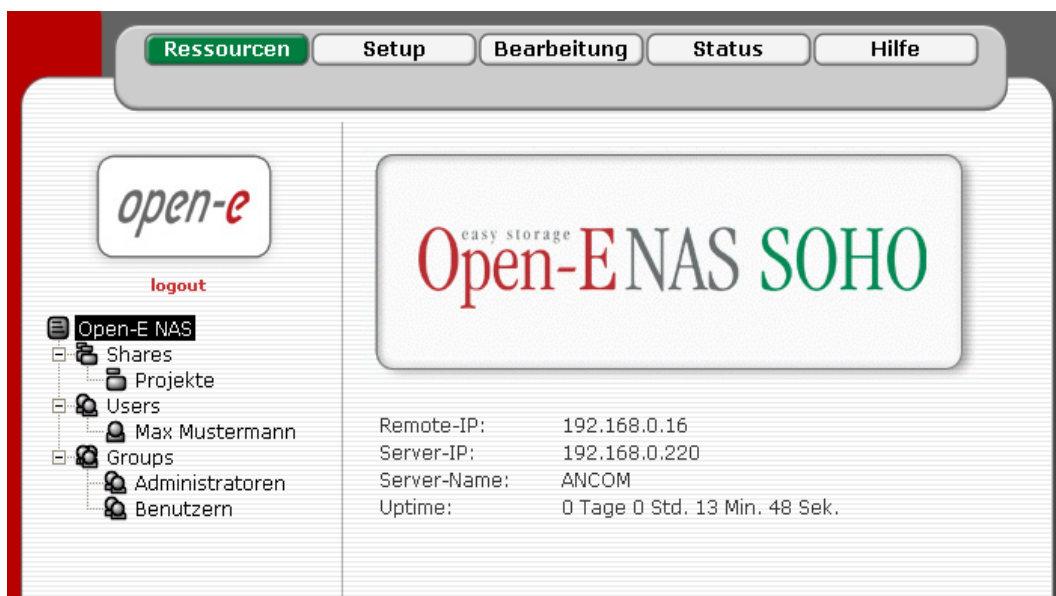 Ressourcen Setup Bearbeitung Status Hilfe
open-e
logout
Open-E NAS
Shares
Projekte
Users
Max Mustermann
Groups
Administratoren
Benutzern
easy storage
Open-E NAS SOHO
Remote-IP: 192.168.0.16
Server-IP: 192.168.0.220
Server-Name: ANCOM
Uptime: 0 Tage 0 Std. 13 Min. 48 Sek.